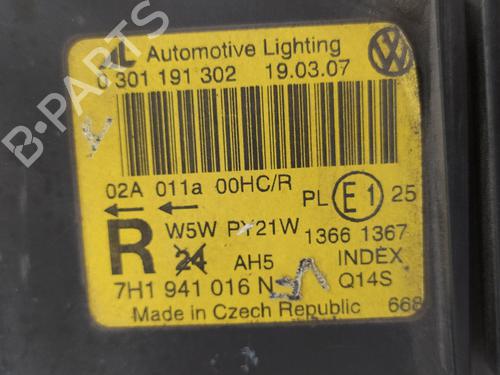 AL Automotive Lighting
0 301 191 302 19.03.07
02A 011a 00HC/R
PL E1 25
W5W PY21W 1366 1367
R 24 AH5 INDEX
7H1 941 016 N Q14S
Made in Czech Republic 668
B-PARTS